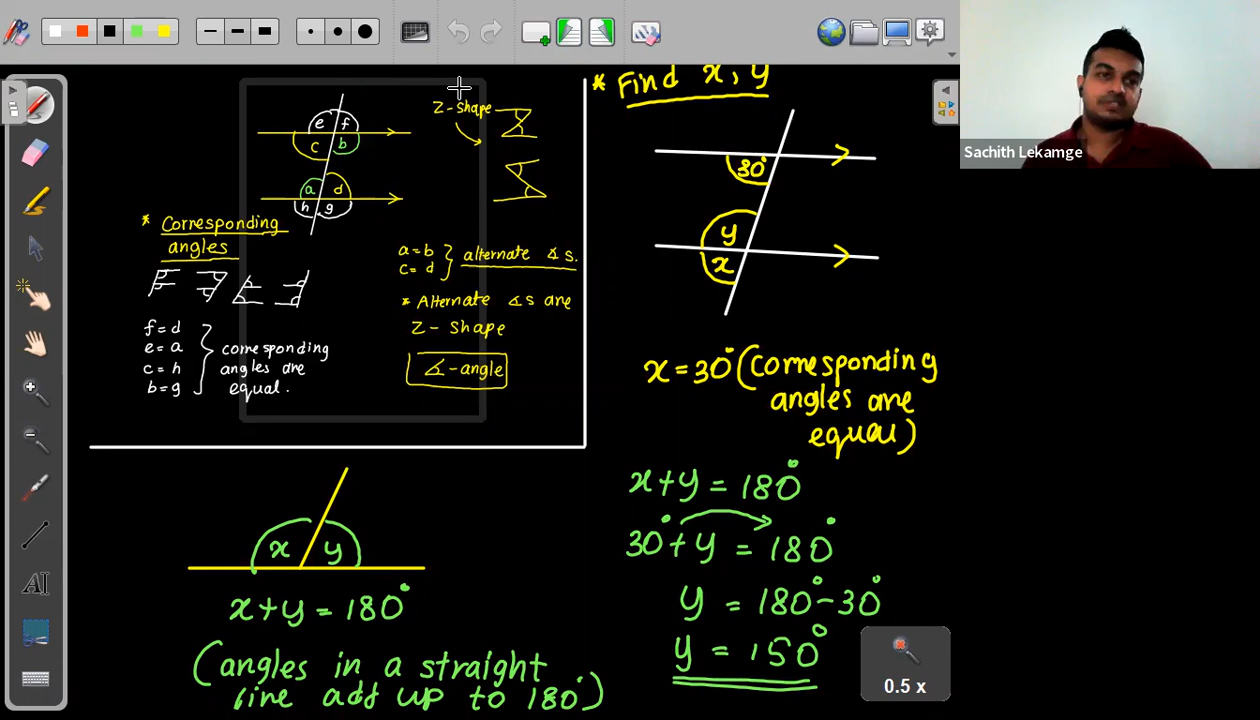 Z-shape
e f
c b
a d
h g
* Corresponding
angles
f=d
e=a
c=h
b=g
corresponding
angles are
equal.
a=b
c=d
alternate ∡s.
* Alternate ∡s are
Z- shape
∡-angle
* Find x, y
30°
y
x
x=30° (Corresponding
angles are
equal)
x+y=180°
30°+y = 180°
y = 180°-30°
y = 150°
x y
x+y=180°
(angles in a straight
line add up to 180°)
Sachith Lekamge
AI
0.5 x